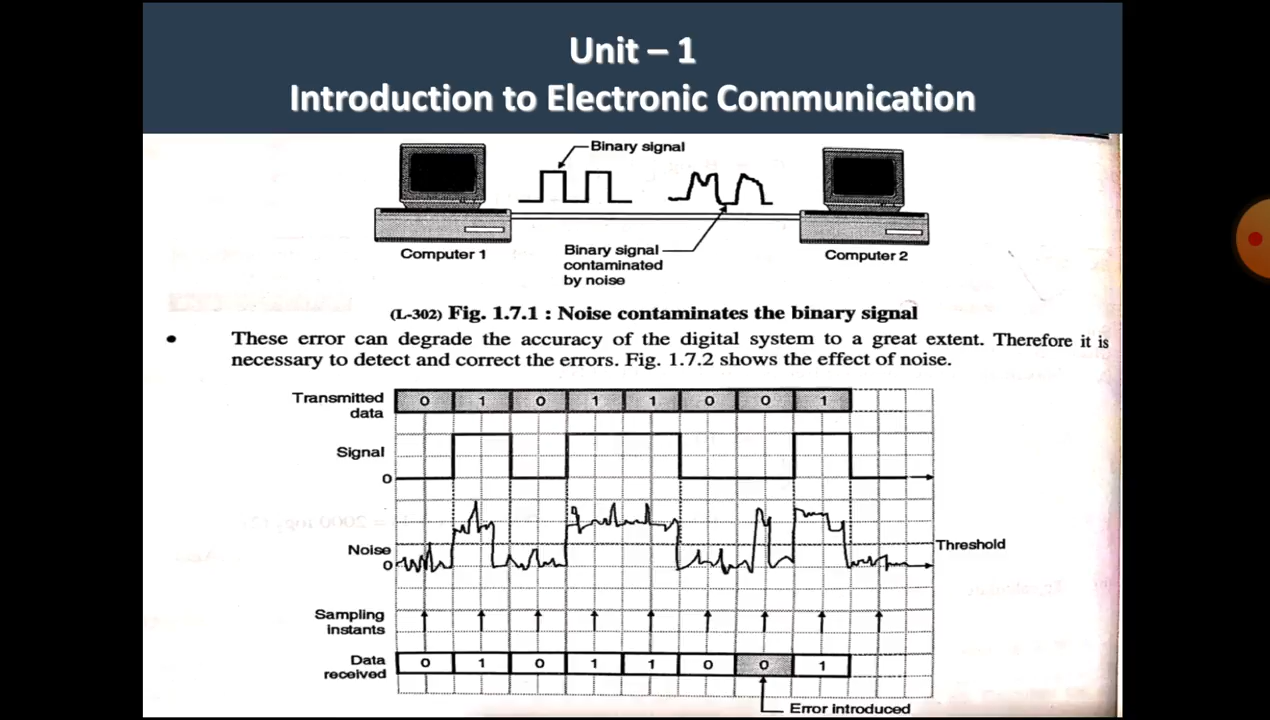 Unit – 1
Introduction to Electronic Communication
Binary signal
Computer 1
Binary signal
contaminated
by noise
Computer 2
(L-302) Fig. 1.7.1 : Noise contaminates the binary signal
• These error can degrade the accuracy of the digital system to a great extent. Therefore it is
necessary to detect and correct the errors. Fig. 1.7.2 shows the effect of noise.
Transmitted
data
0 1 0 1 1 0 0 1
Signal
0
Noise
0
Threshold
Sampling
instants
Data
received
0 1 0 1 1 0 0 1
Error introduced